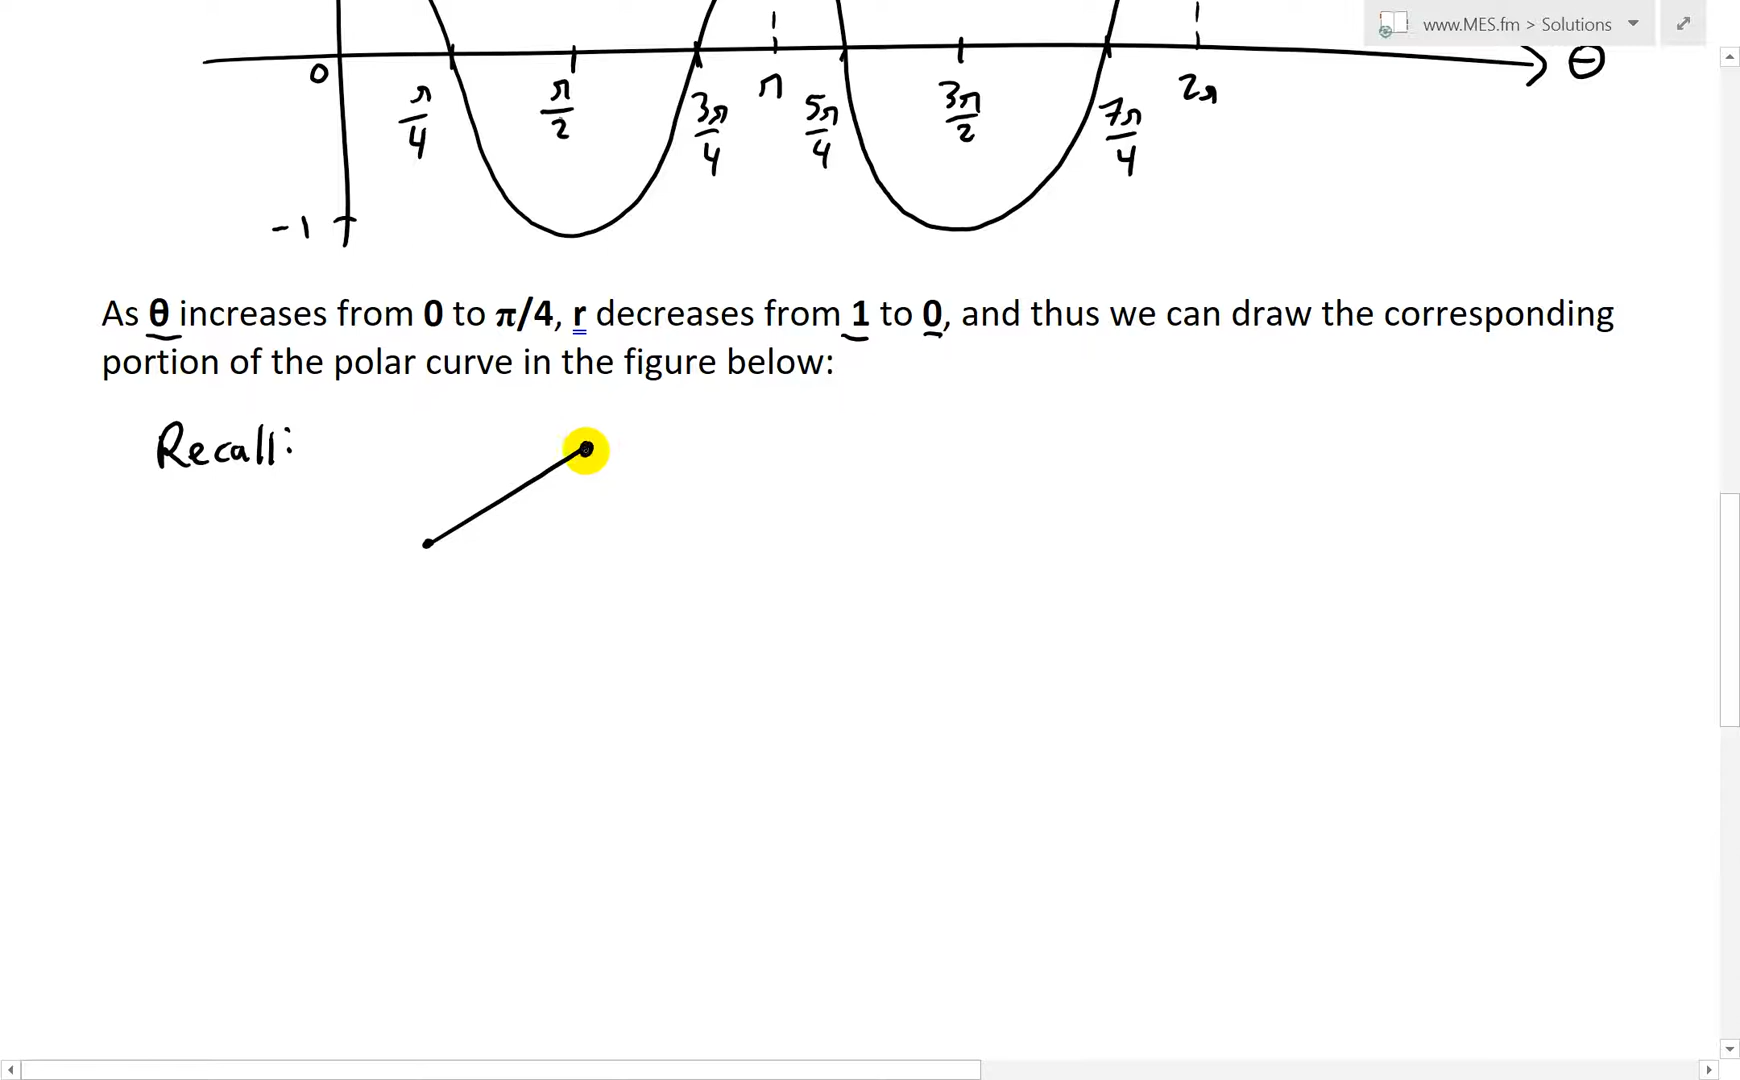 www.MES.fm > Solutions
0
π/4
π/2
3π/4
π
5π/4
3π/2
7π/4
2π
θ
-1
As θ increases from 0 to π/4, r decreases from 1 to 0, and thus we can draw the corresponding
portion of the polar curve in the figure below:
Recall: